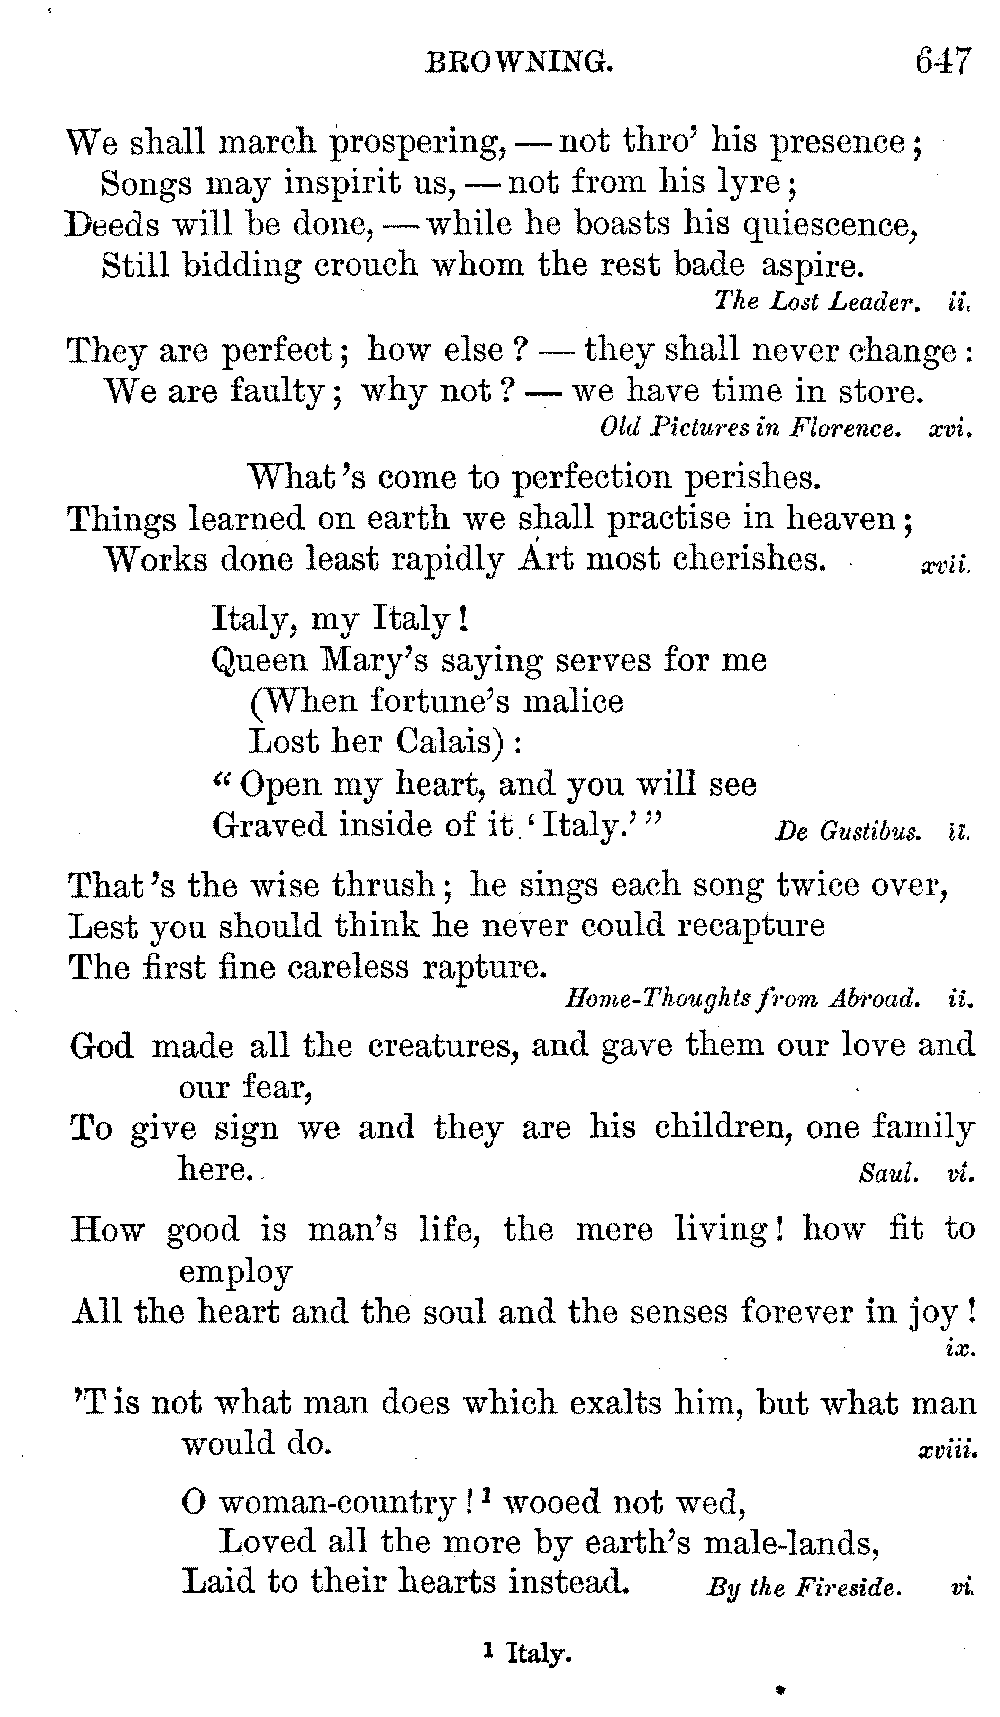 BROWNING. 647
We shall march prospering, — not thro' his presence;
Songs may inspirit us, — not from his lyre;
Deeds will be done, — while he boasts his quiescence,
Still bidding crouch whom the rest bade aspire.
The Lost Leader. ii.
They are perfect; how else? — they shall never change:
We are faulty; why not? — we have time in store.
Old Pictures in Florence. xvi.
What's come to perfection perishes.
Things learned on earth we shall practise in heaven;
Works done least rapidly Art most cherishes. xvii.
Italy, my Italy!
Queen Mary's saying serves for me
(When fortune's malice
Lost her Calais):
"Open my heart, and you will see
Graved inside of it 'Italy.'" De Gustibus. ii.
That's the wise thrush; he sings each song twice over,
Lest you should think he never could recapture
The first fine careless rapture.
Home-Thoughts from Abroad. ii.
God made all the creatures, and gave them our love and
our fear,
To give sign we and they are his children, one family
here. Saul. vi.
How good is man's life, the mere living! how fit to
employ
All the heart and the soul and the senses forever in joy!
ix.
'Tis not what man does which exalts him, but what man
would do. xviii.
O woman-country!¹ wooed not wed,
Loved all the more by earth's male-lands,
Laid to their hearts instead. By the Fireside. vi.
¹ Italy.